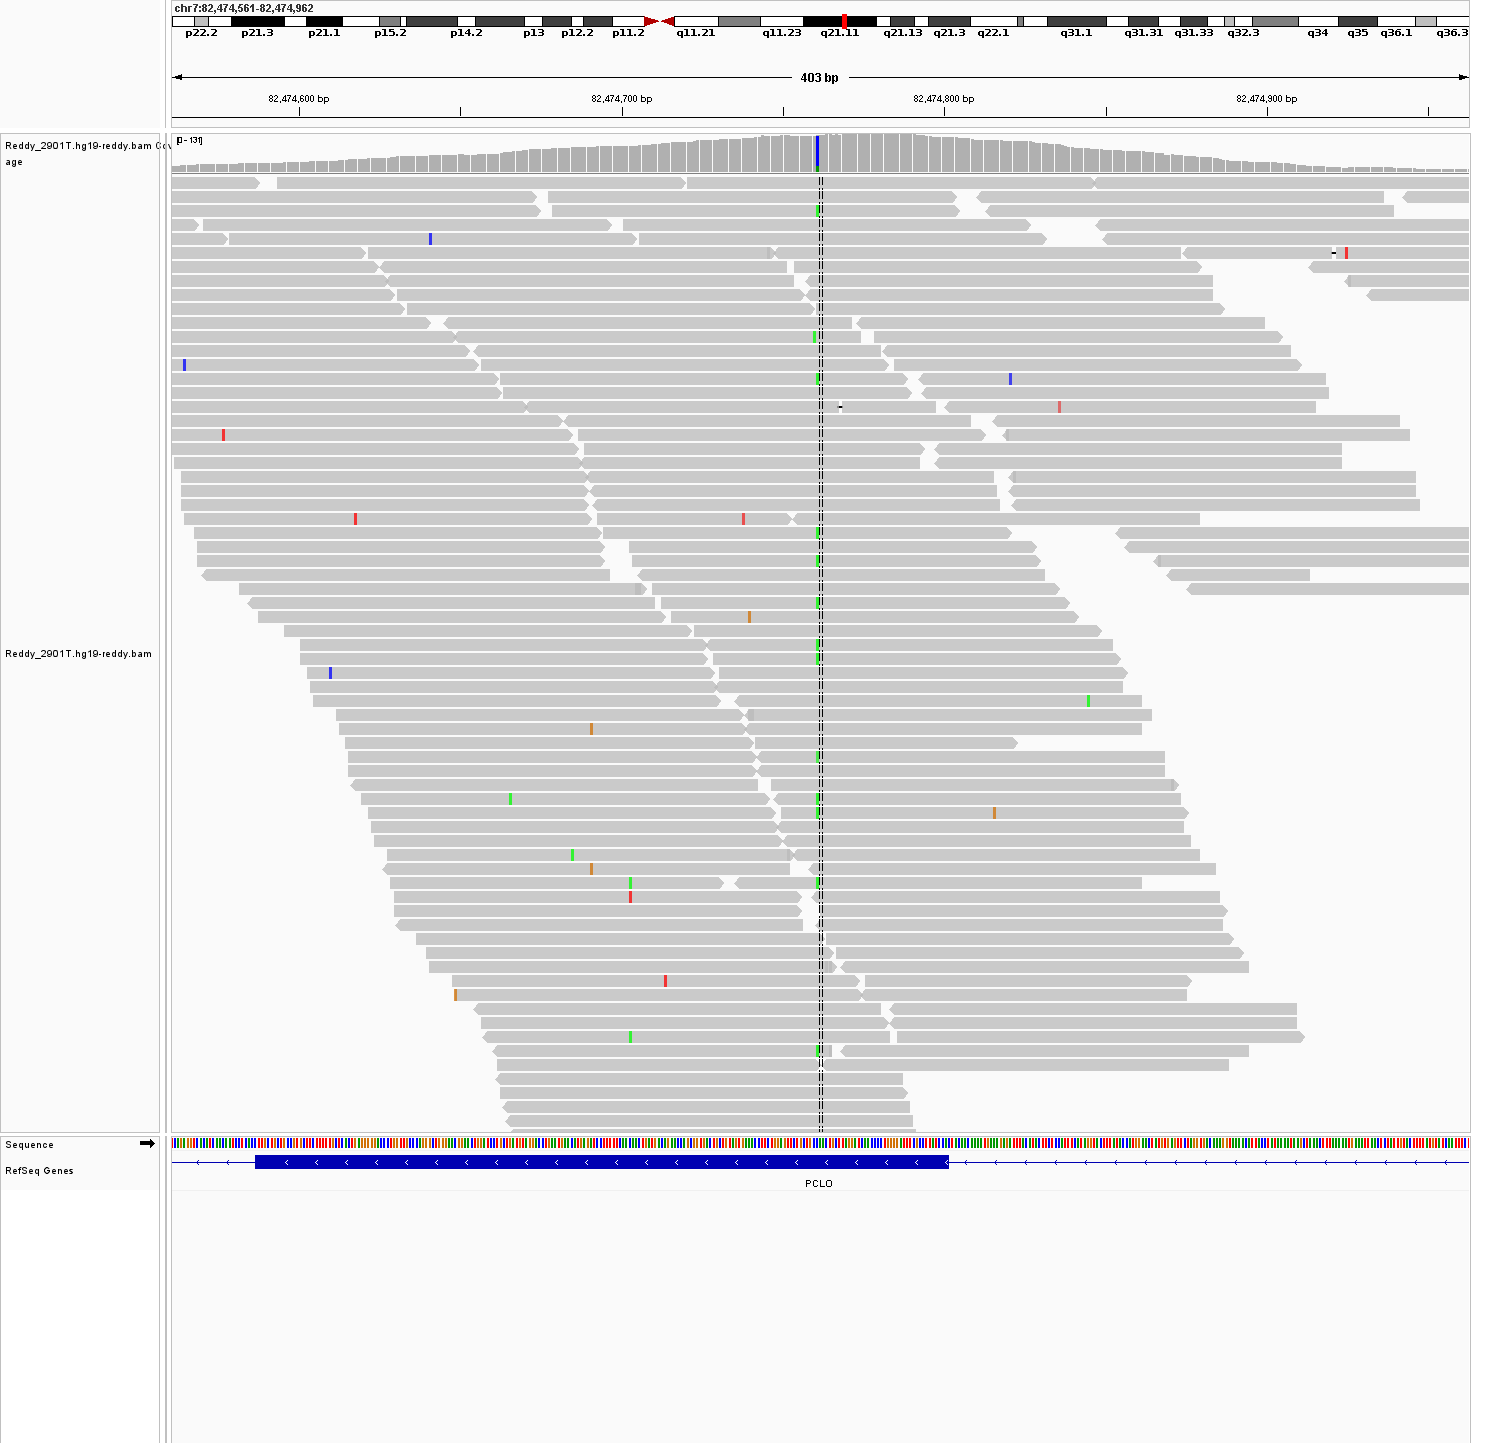 chr7:82,474,561-82,474,962
p22.2 p21.3 p21.1 p15.2 p14.2 p13 p12.2 p11.2 q11.21 q11.23 q21.11 q21.13 q21.3 q22.1 q31.1 q31.31 q31.33 q32.3 q34 q35 q36.1 q36.3
403 bp
82,474,600 bp 82,474,700 bp 82,474,800 bp 82,474,900 bp
[0 - 131]
Reddy_2901T.hg19-reddy.bam Cov
age
Reddy_2901T.hg19-reddy.bam
Sequence
RefSeq Genes
PCLO